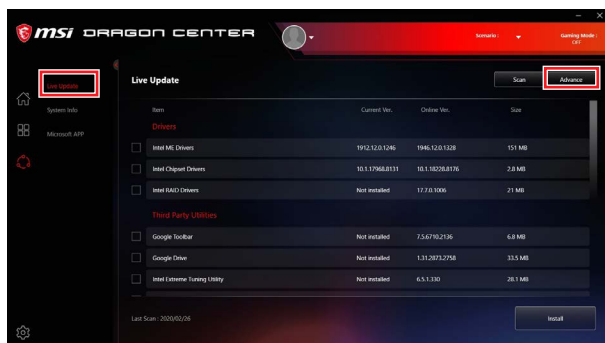 msi DRAGON CENTER
Scenario :
Gaming Mode :
OFF
Live Update
System Info
Microsoft APP
Live Update
Scan
Advance
Item Current Ver. Online Ver. Size
Drivers
Intel ME Drivers 1912.12.0.1246 1946.12.0.1328 151 MB
Intel Chipset Drivers 10.1.17968.8131 10.1.18228.8176 2.8 MB
Intel RAID Drivers Not installed 17.7.0.1006 21 MB
Third Party Utilities
Google Toolbar Not installed 7.5.6710.2136 6.8 MB
Google Drive Not installed 1.31.2873.2758 33.5 MB
Intel Extreme Tuning Utility Not installed 6.5.1.330 28.1 MB
Last Scan : 2020/02/26
Install